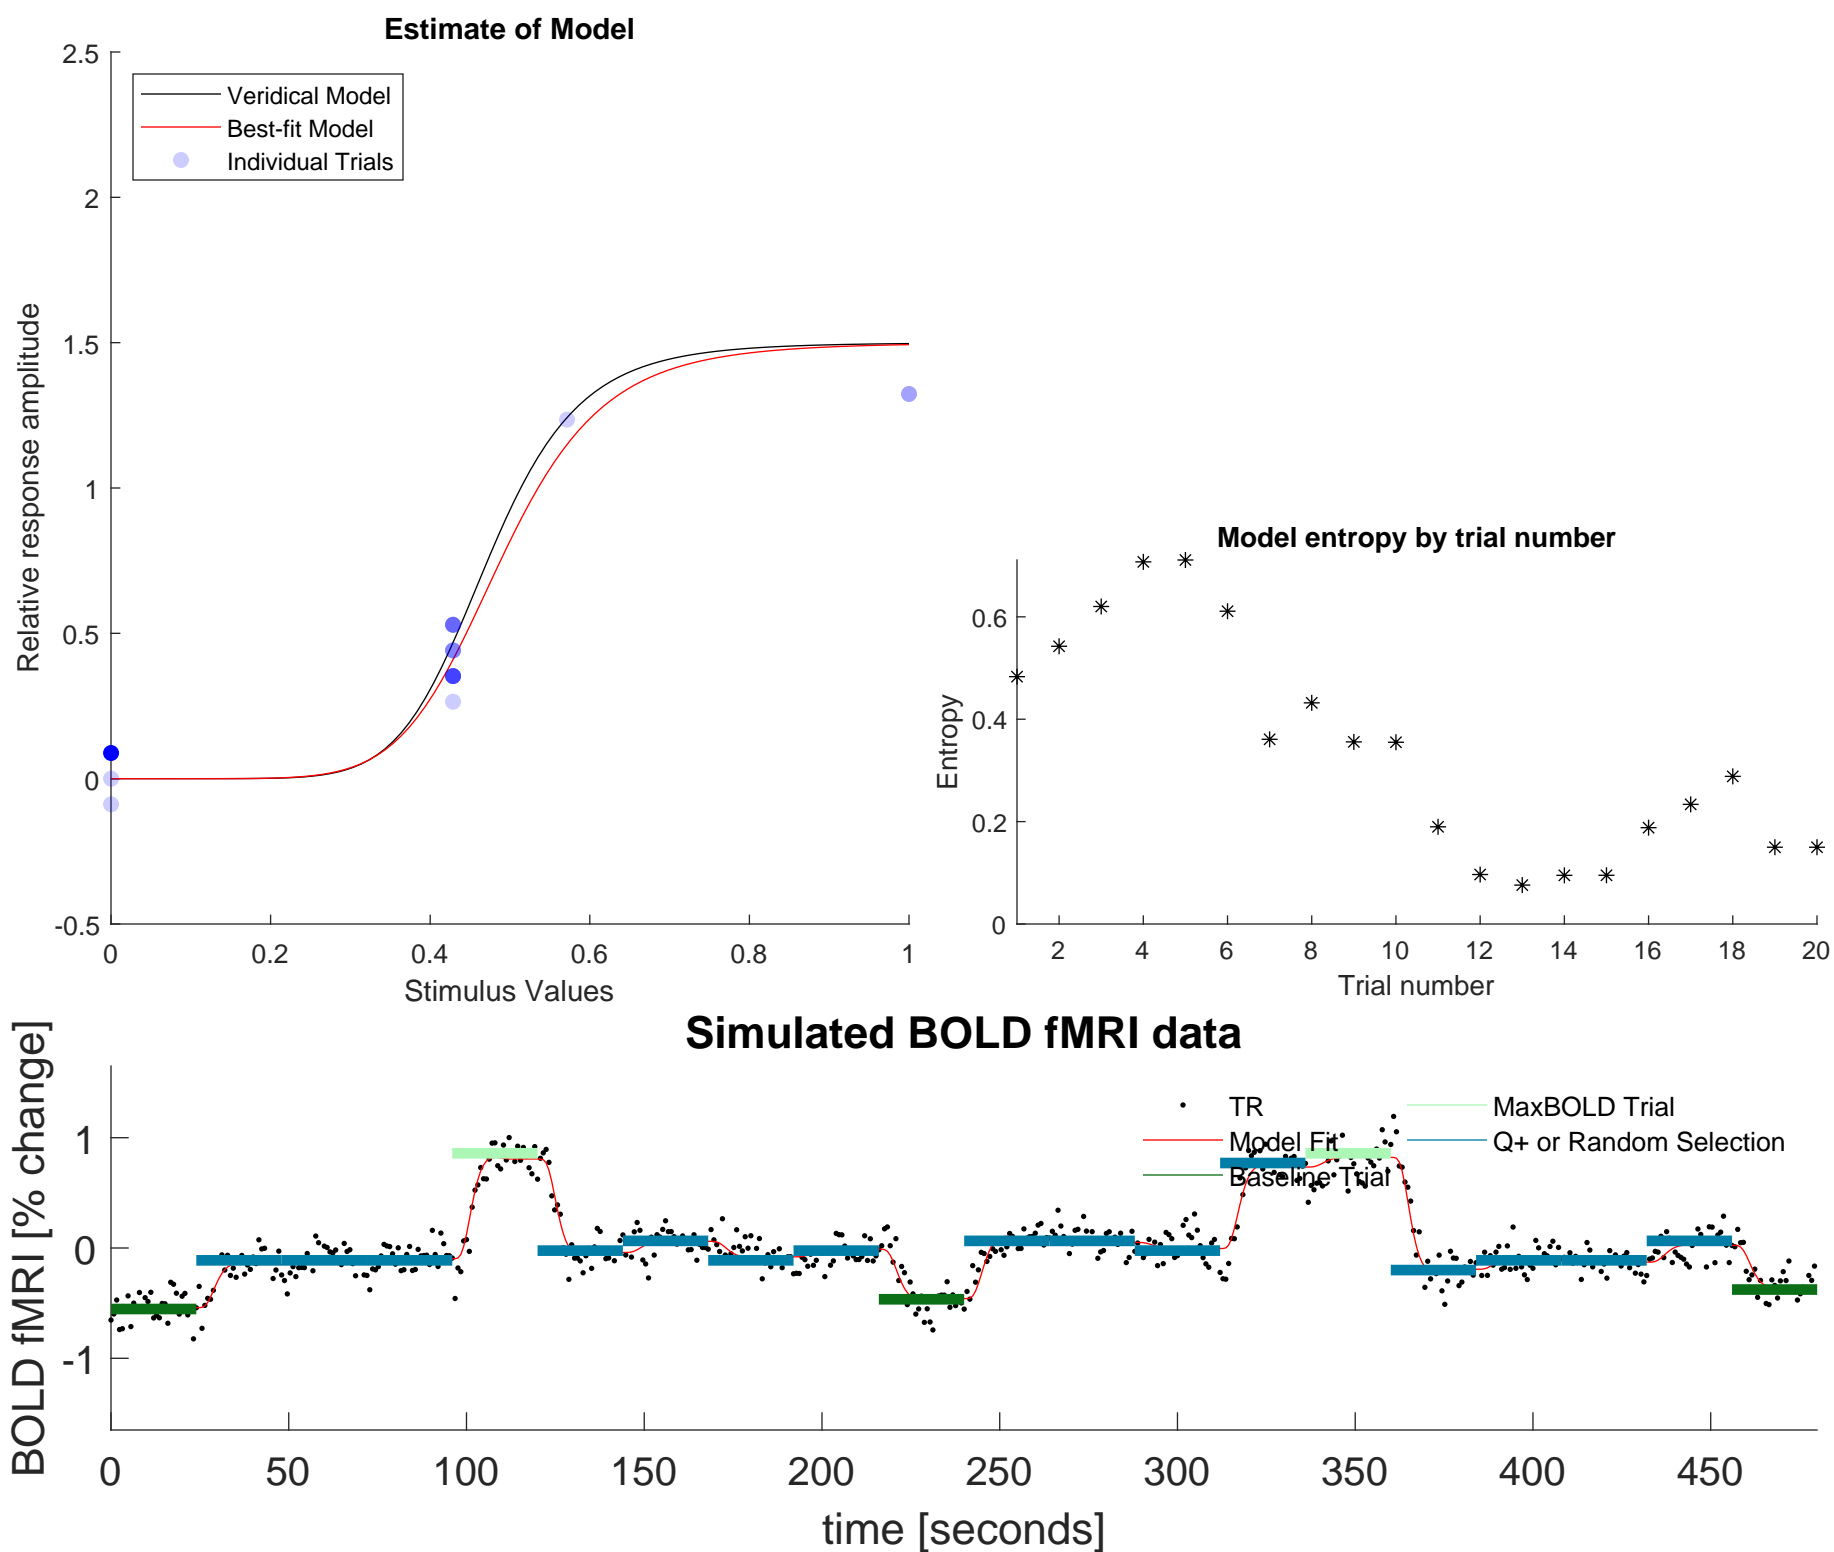 Estimate of Model
2.5
2
1.5
1
0.5
0
-0.5
Relative response amplitude
Veridical Model
Best-fit Model
Individual Trials
0 0.2 0.4 0.6 0.8 1
Stimulus Values
Model entropy by trial number
0.6
0.4
0.2
0
Entropy
2 4 6 8 10 12 14 16 18 20
Trial number
Simulated BOLD fMRI data
BOLD fMRI [% change]
1
0
-1
TR
Model Fit
Baseline Trial
MaxBOLD Trial
Q+ or Random Selection
0 50 100 150 200 250 300 350 400 450
time [seconds]